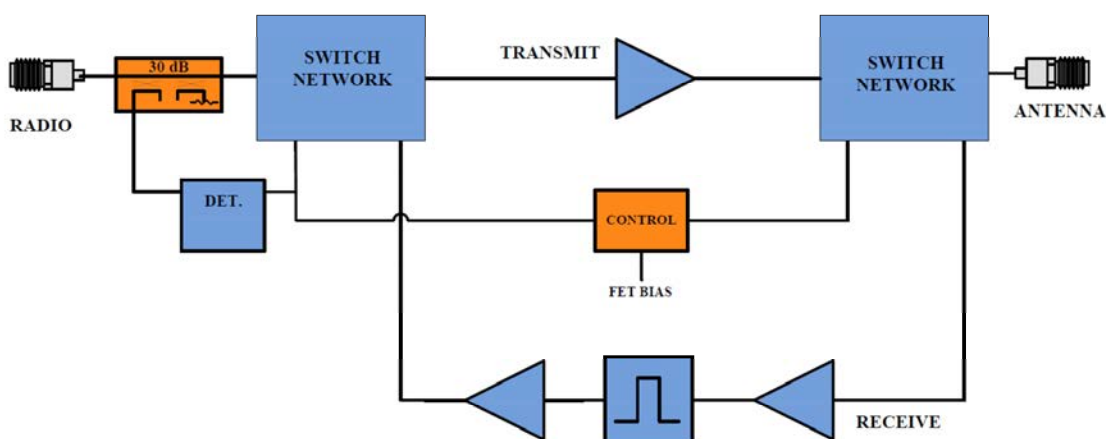 30 dB
SWITCH
NETWORK
TRANSMIT
SWITCH
NETWORK
RADIO
ANTENNA
DET.
CONTROL
FET BIAS
RECEIVE